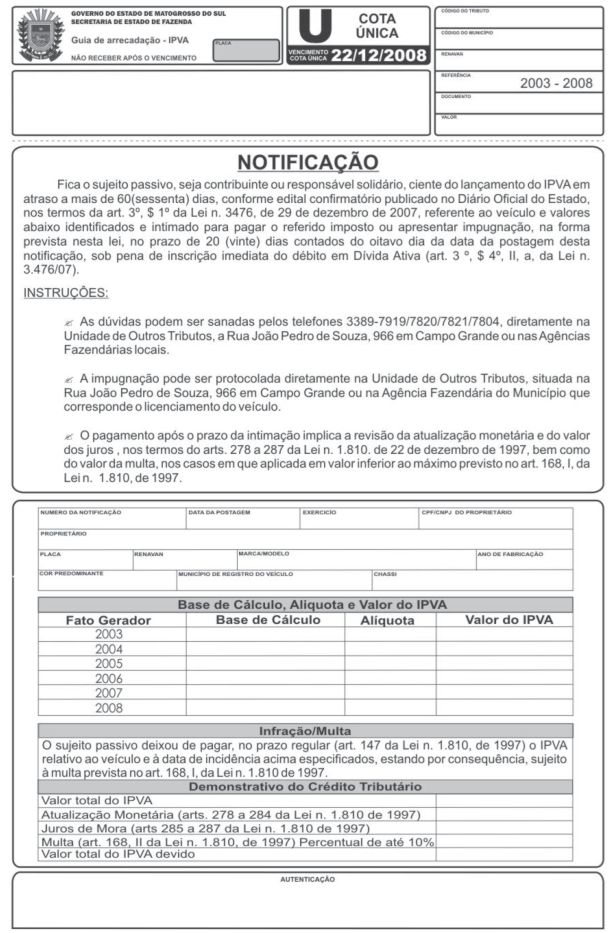 GOVERNO DO ESTADO DE MATOGROSSO DO SUL
SECRETARIA DE ESTADO DE FAZENDA
Guia de arrecadação - IPVA
NÃO RECEBER APÓS O VENCIMENTO
PLACA
U
COTA
ÚNICA
VENCIMENTO
COTA ÚNICA
22/12/2008
CÓDIGO DO TRIBUTO
CÓDIGO DO MUNICÍPIO
RENAVAN
REFERÊNCIA
2003 - 2008
DOCUMENTO
VALOR
NOTIFICAÇÃO
Fica o sujeito passivo, seja contribuinte ou responsável solidário, ciente do lançamento do IPVA em
atraso a mais de 60(sessenta) dias, conforme edital confirmatório publicado no Diário Oficial do Estado,
nos termos da art. 3º, $ 1º da Lei n. 3476, de 29 de dezembro de 2007, referente ao veículo e valores
abaixo identificados e intimado para pagar o referido imposto ou apresentar impugnação, na forma
prevista nesta lei, no prazo de 20 (vinte) dias contados do oitavo dia da data da postagem desta
notificação, sob pena de inscrição imediata do débito em Dívida Ativa (art. 3 º, $ 4º, II, a, da Lei n.
3.476/07).
INSTRUÇÕES:
As dúvidas podem ser sanadas pelos telefones 3389-7919/7820/7821/7804, diretamente na
Unidade de Outros Tributos, a Rua João Pedro de Souza, 966 em Campo Grande ou nas Agências
Fazendárias locais.
A impugnação pode ser protocolada diretamente na Unidade de Outros Tributos, situada na
Rua João Pedro de Souza, 966 em Campo Grande ou na Agência Fazendária do Município que
corresponde o licenciamento do veículo.
O pagamento após o prazo da intimação implica a revisão da atualização monetária e do valor
dos juros , nos termos do arts. 278 a 287 da Lei n. 1.810. de 22 de dezembro de 1997, bem como
do valor da multa, nos casos em que aplicada em valor inferior ao máximo previsto no art. 168, I, da
Lei n. 1.810, de 1997.
NUMERO DA NOTIFICAÇÃO DATA DA POSTAGEM EXERCICÍO CPF/CNPJ DO PROPRIETÁRIO
PROPRIETÁRIO
PLACA RENAVAN MARCA/MODELO ANO DE FABRICAÇÃO
COR PREDOMINANTE MUNICÍPIO DE REGISTRO DO VEÍCULO CHASSI
Base de Cálculo, Aliquota e Valor do IPVA
Fato Gerador Base de Cálculo Alíquota Valor do IPVA
2003
2004
2005
2006
2007
2008
Infração/Multa
O sujeito passivo deixou de pagar, no prazo regular (art. 147 da Lei n. 1.810, de 1997) o IPVA
relativo ao veículo e à data de incidência acima especificados, estando por consequência, sujeito
à multa prevista no art. 168, I, da Lei n. 1.810 de 1997.
Demonstrativo do Crédito Tributário
Valor total do IPVA
Atualização Monetária (arts. 278 a 284 da Lei n. 1.810 de 1997)
Juros de Mora (arts 285 a 287 da Lei n. 1.810 de 1997)
Multa (art. 168, II da Lei n. 1.810, de 1997) Percentual de até 10%
Valor total do IPVA devido
AUTENTICAÇÃO